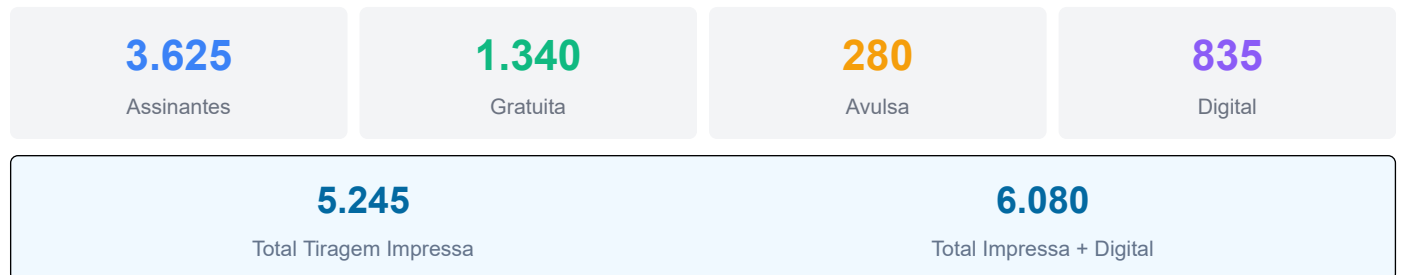 3.625
Assinantes
1.340
Gratuita
280
Avulsa
835
Digital
5.245
Total Tiragem Impressa
6.080
Total Impressa + Digital